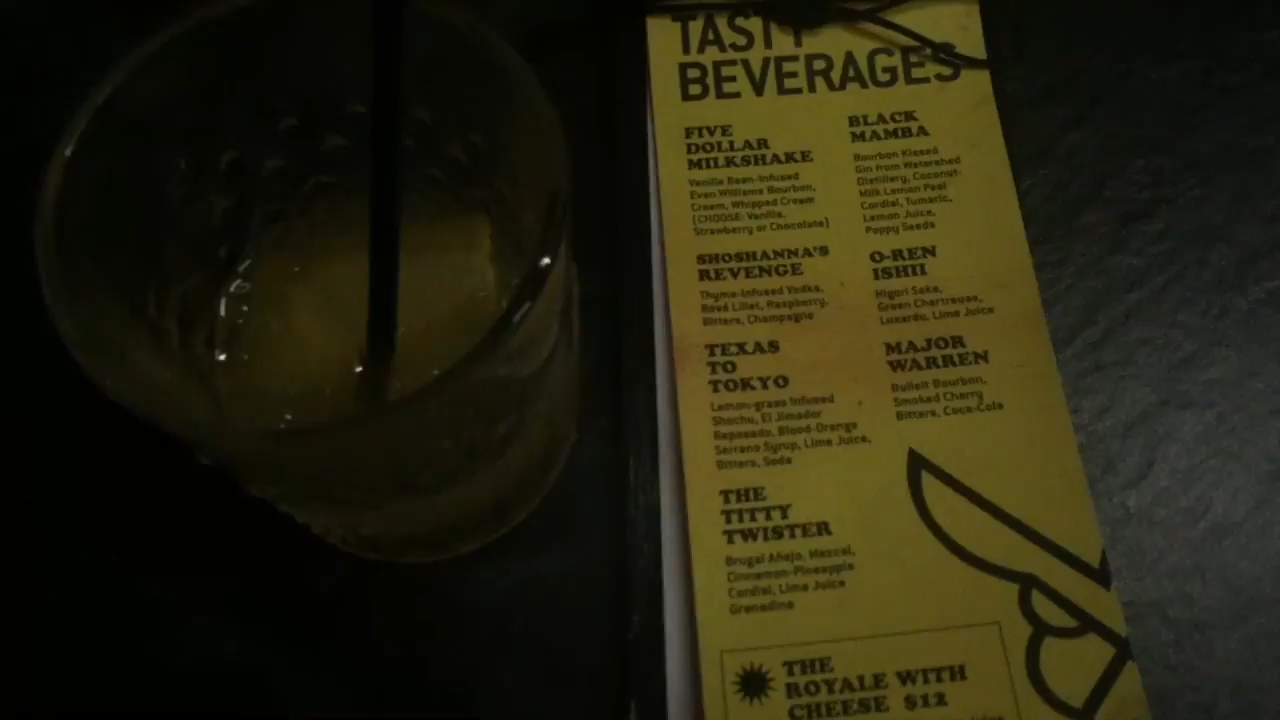 TASTY
BEVERAGES
FIVE
DOLLAR
MILKSHAKE
Vanilla Bean-Infused
Evan Williams Bourbon,
Cream, Whipped Cream
(CHOOSE: Vanilla,
Strawberry or Chocolate)
SHOSHANNA'S
REVENGE
Thyme-Infused Vodka,
Rosé Lillet, Raspberry,
Bitters, Champagne
TEXAS
TO
TOKYO
Lemon-grass Infused
Shochu, El Jimador
Reposado, Blood-Orange
Serrano Syrup, Lime Juice,
Bitters, Soda
THE
TITTY
TWISTER
Brugal Añejo, Mezcal,
Cinnamon-Pineapple
Cordial, Lime Juice
Grenadine
BLACK
MAMBA
Bourbon Kissed
Gin from Watershed
Distillery, Coconut-
Milk Lemon Peel
Cordial, Tumeric,
Lemon Juice,
Poppy Seeds
O-REN
ISHII
Nigori Sake,
Green Chartreuse,
Luxardo, Lime Juice
MAJOR
WARREN
Bulleit Bourbon,
Smoked Cherry
Bitters, Coca-Cola
THE
ROYALE WITH
CHEESE $12